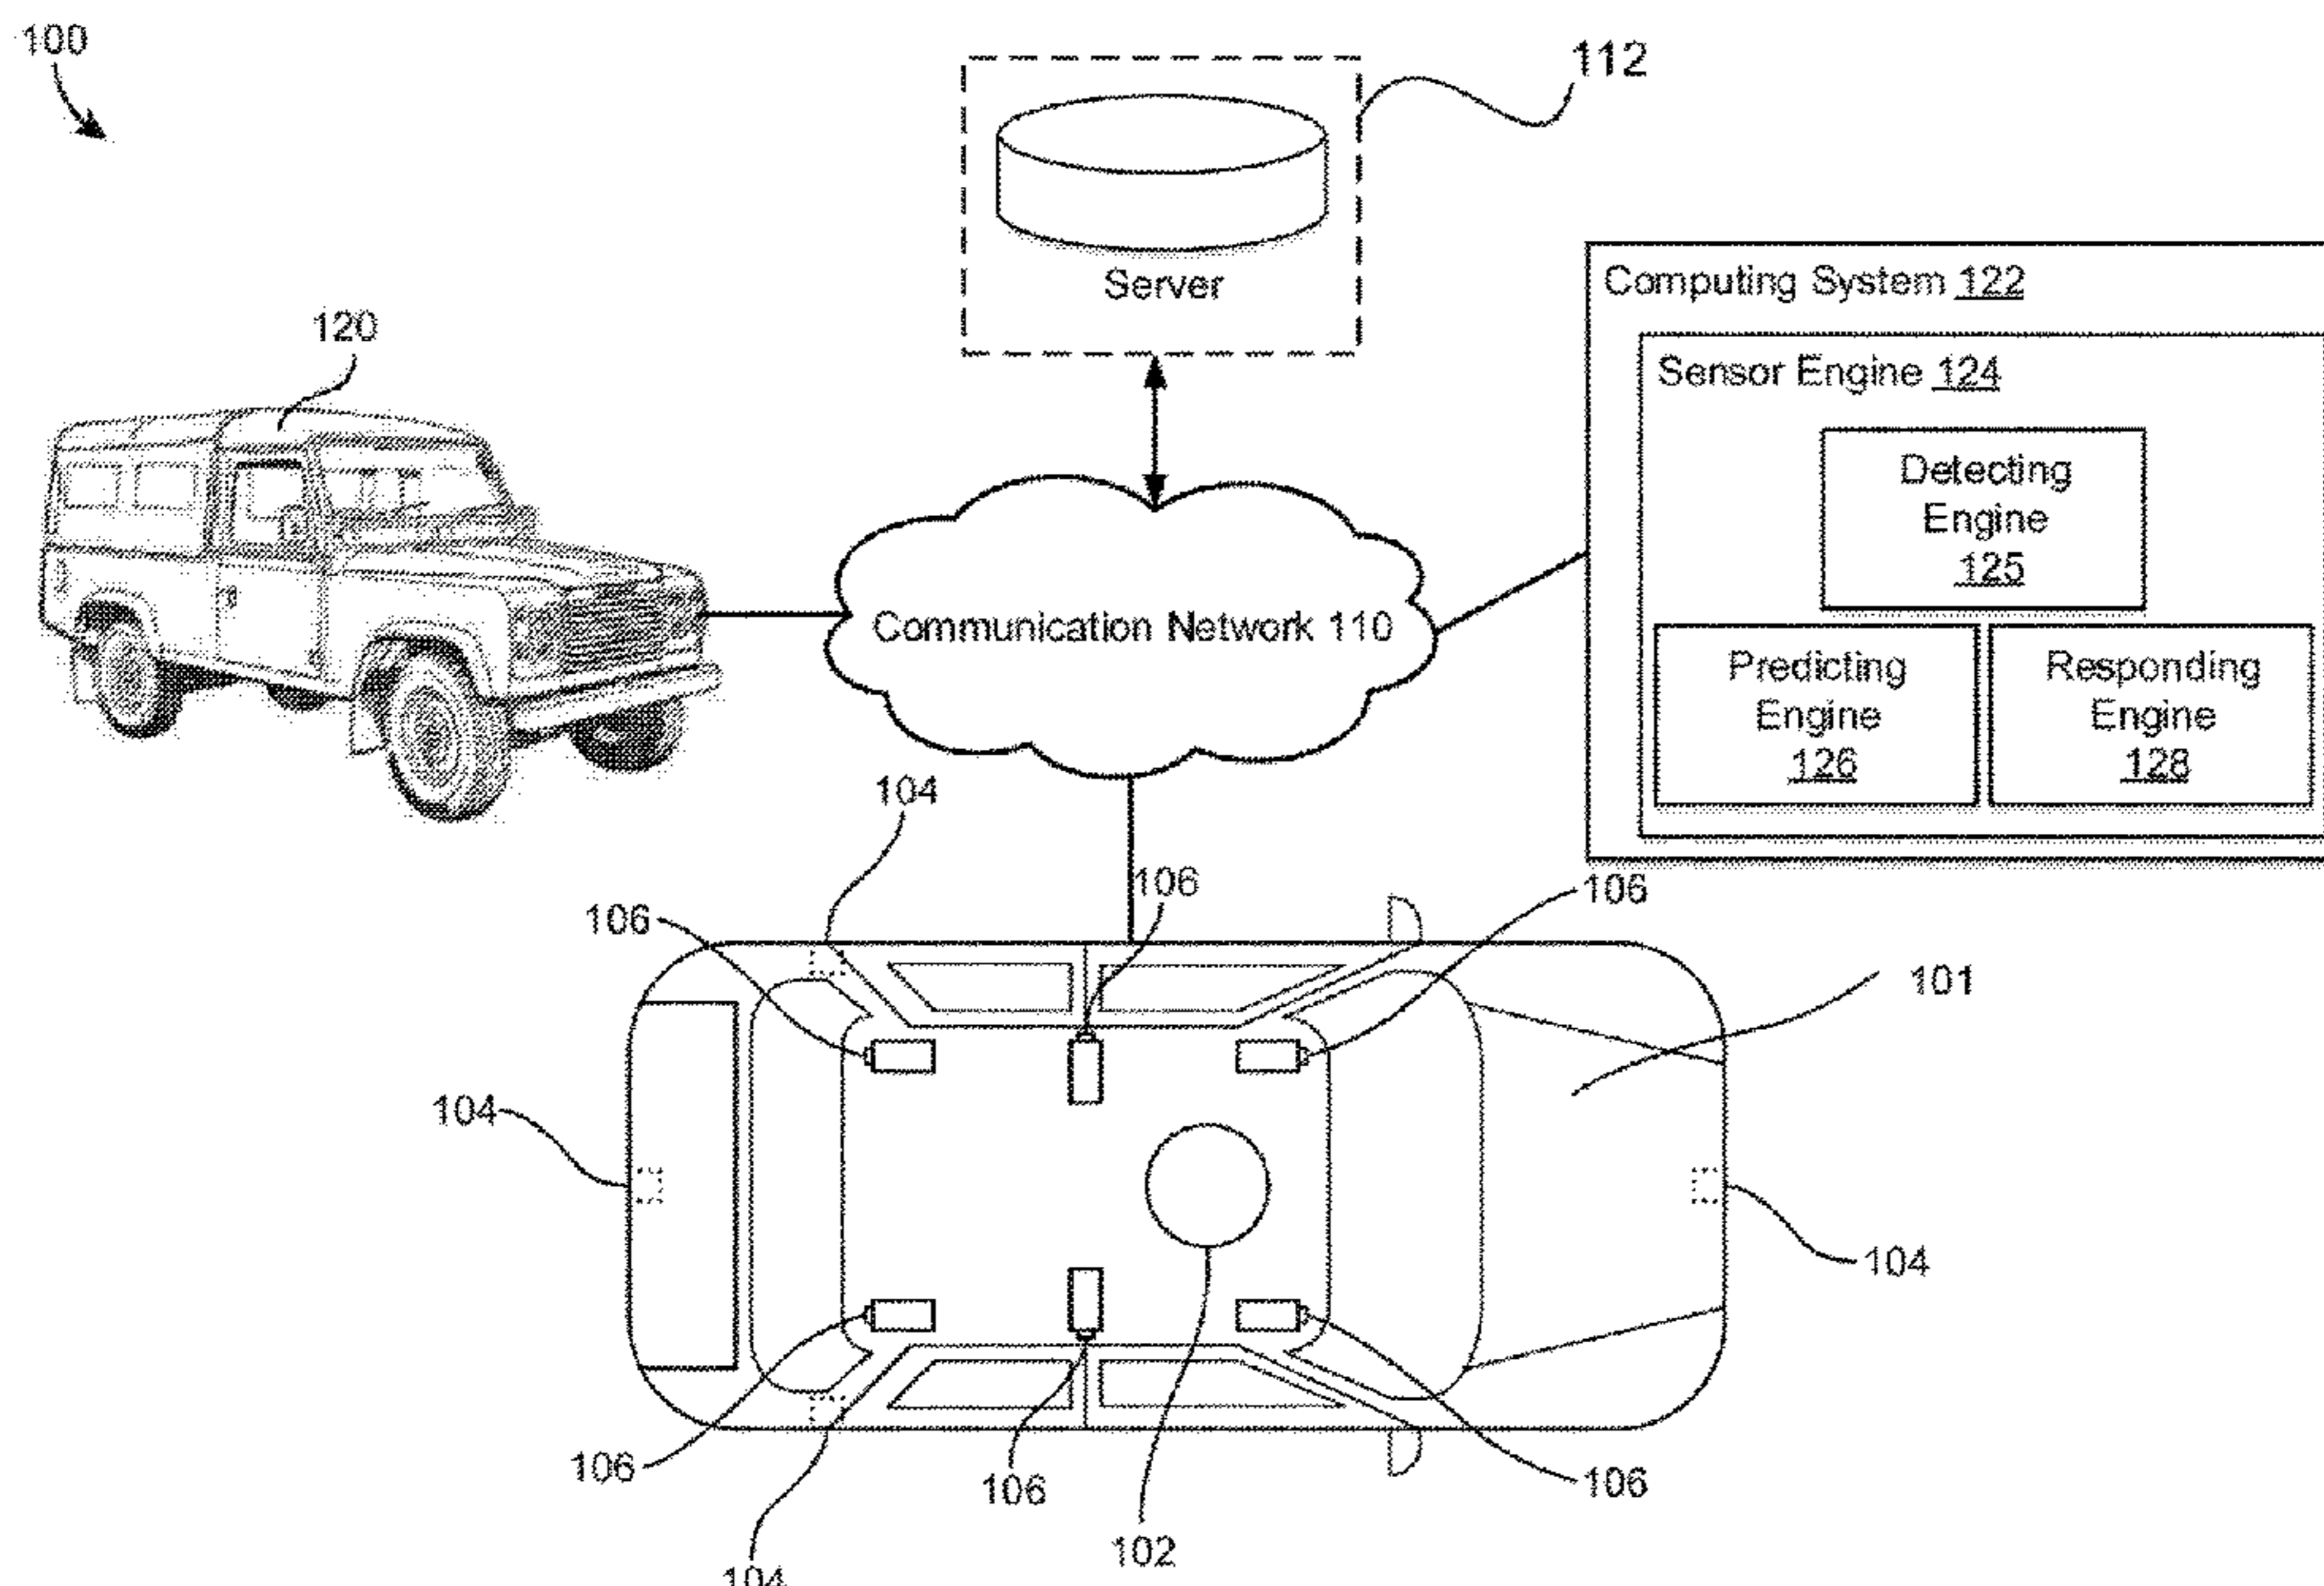 100
112
Server
Computing System 122
Sensor Engine 124
Detecting
Engine
125
Predicting
Engine
126
Responding
Engine
128
120
Communication Network 110
104
106
106
106
101
104
104
106
106
106
102
104